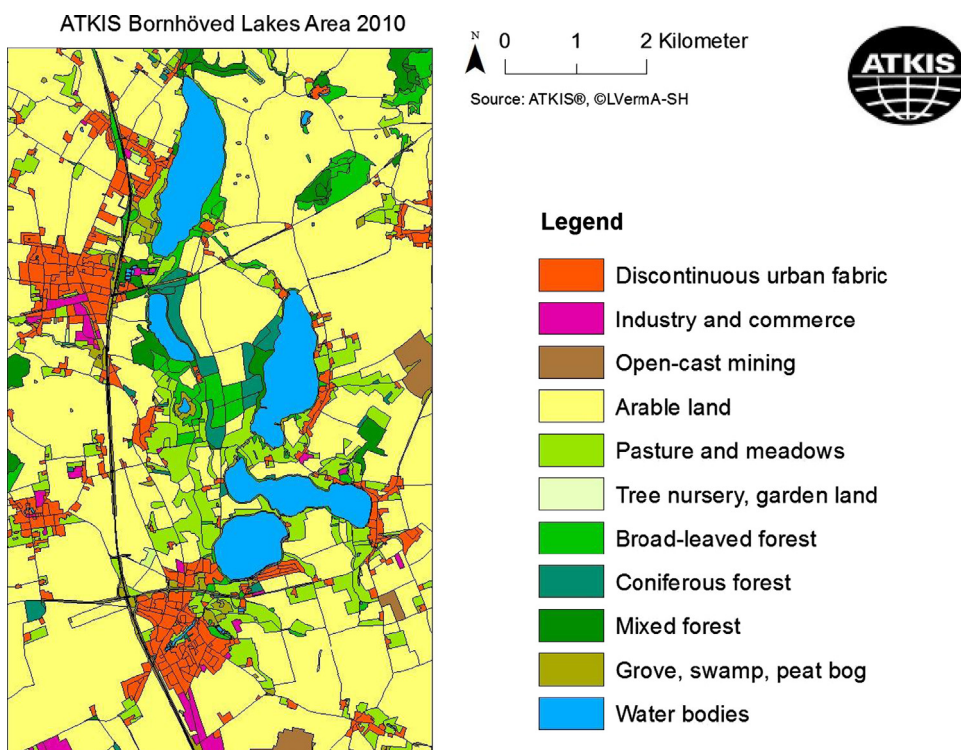 ATKIS Bornhöved Lakes Area 2010
N
0 1 2 Kilometer
Source: ATKIS®, ©LVermA-SH
ATKIS
Legend
Discontinuous urban fabric
Industry and commerce
Open-cast mining
Arable land
Pasture and meadows
Tree nursery, garden land
Broad-leaved forest
Coniferous forest
Mixed forest
Grove, swamp, peat bog
Water bodies